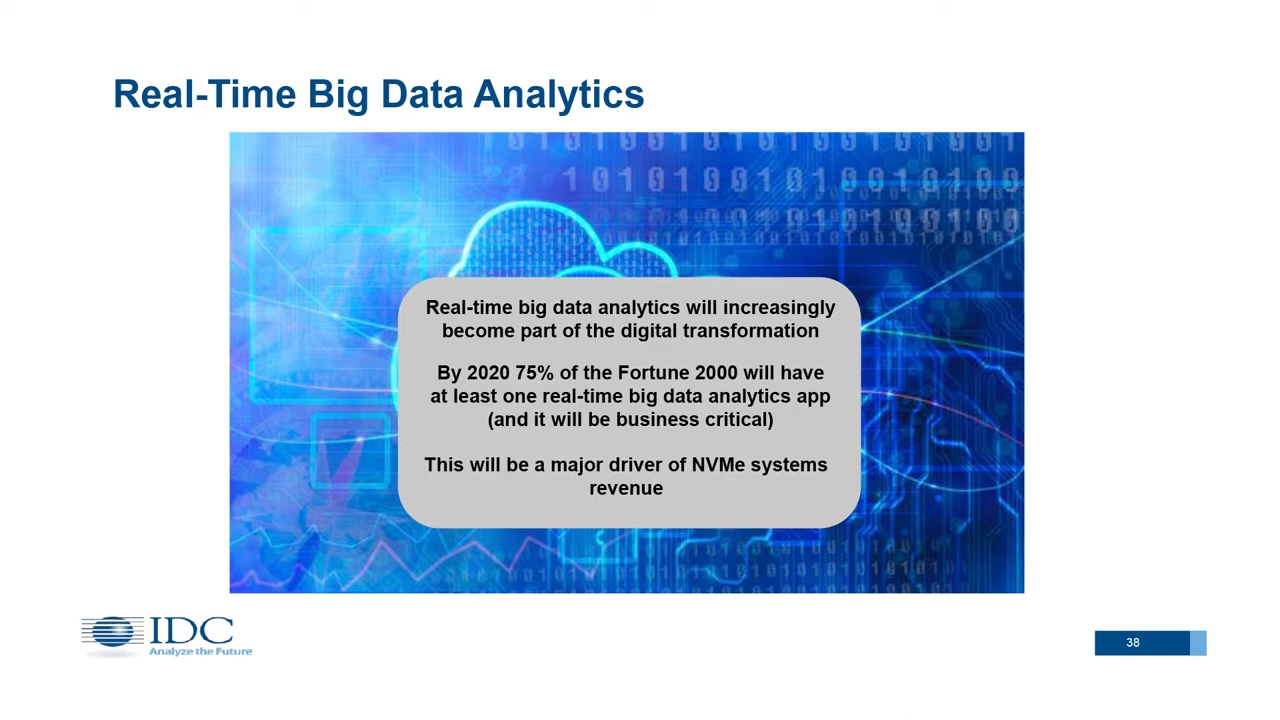 Real-Time Big Data Analytics
Real-time big data analytics will increasingly
become part of the digital transformation
By 2020 75% of the Fortune 2000 will have
at least one real-time big data analytics app
(and it will be business critical)
This will be a major driver of NVMe systems
revenue
IDC
Analyze the Future
38